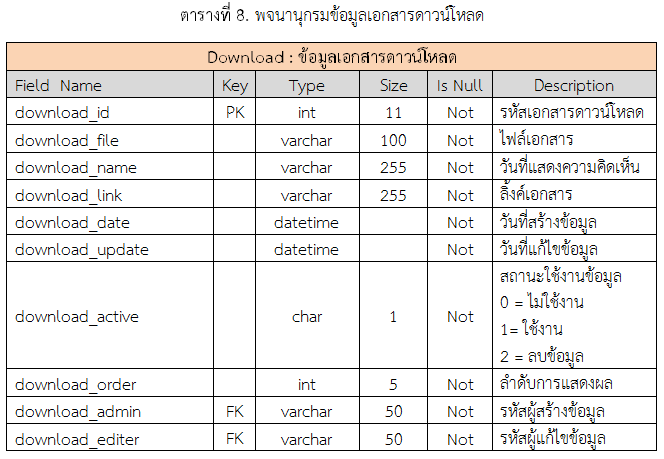 ตารางที่ 8. พจนานุกรมข้อมูลเอกสารดาวน์โหลด
Download : ข้อมูลเอกสารดาวน์โหลด
Field Name Key Type Size Is Null Description
download_id PK int 11 Not รหัสเอกสารดาวน์โหลด
download_file varchar 100 Not ไฟล์เอกสาร
download_name varchar 255 Not วันที่แสดงความคิดเห็น
download_link varchar 255 Not ลิ้งค์เอกสาร
download_date datetime Not วันที่สร้างข้อมูล
download_update datetime Not วันที่แก้ไขข้อมูล
download_active char 1 Not สถานะใช้งานข้อมูล
0 = ไม่ใช้งาน
1= ใช้งาน
2 = ลบข้อมูล
download_order int 5 Not ลำดับการแสดงผล
download_admin FK varchar 50 Not รหัสผู้สร้างข้อมูล
download_editer FK varchar 50 Not รหัสผู้แก้ไขข้อมูล